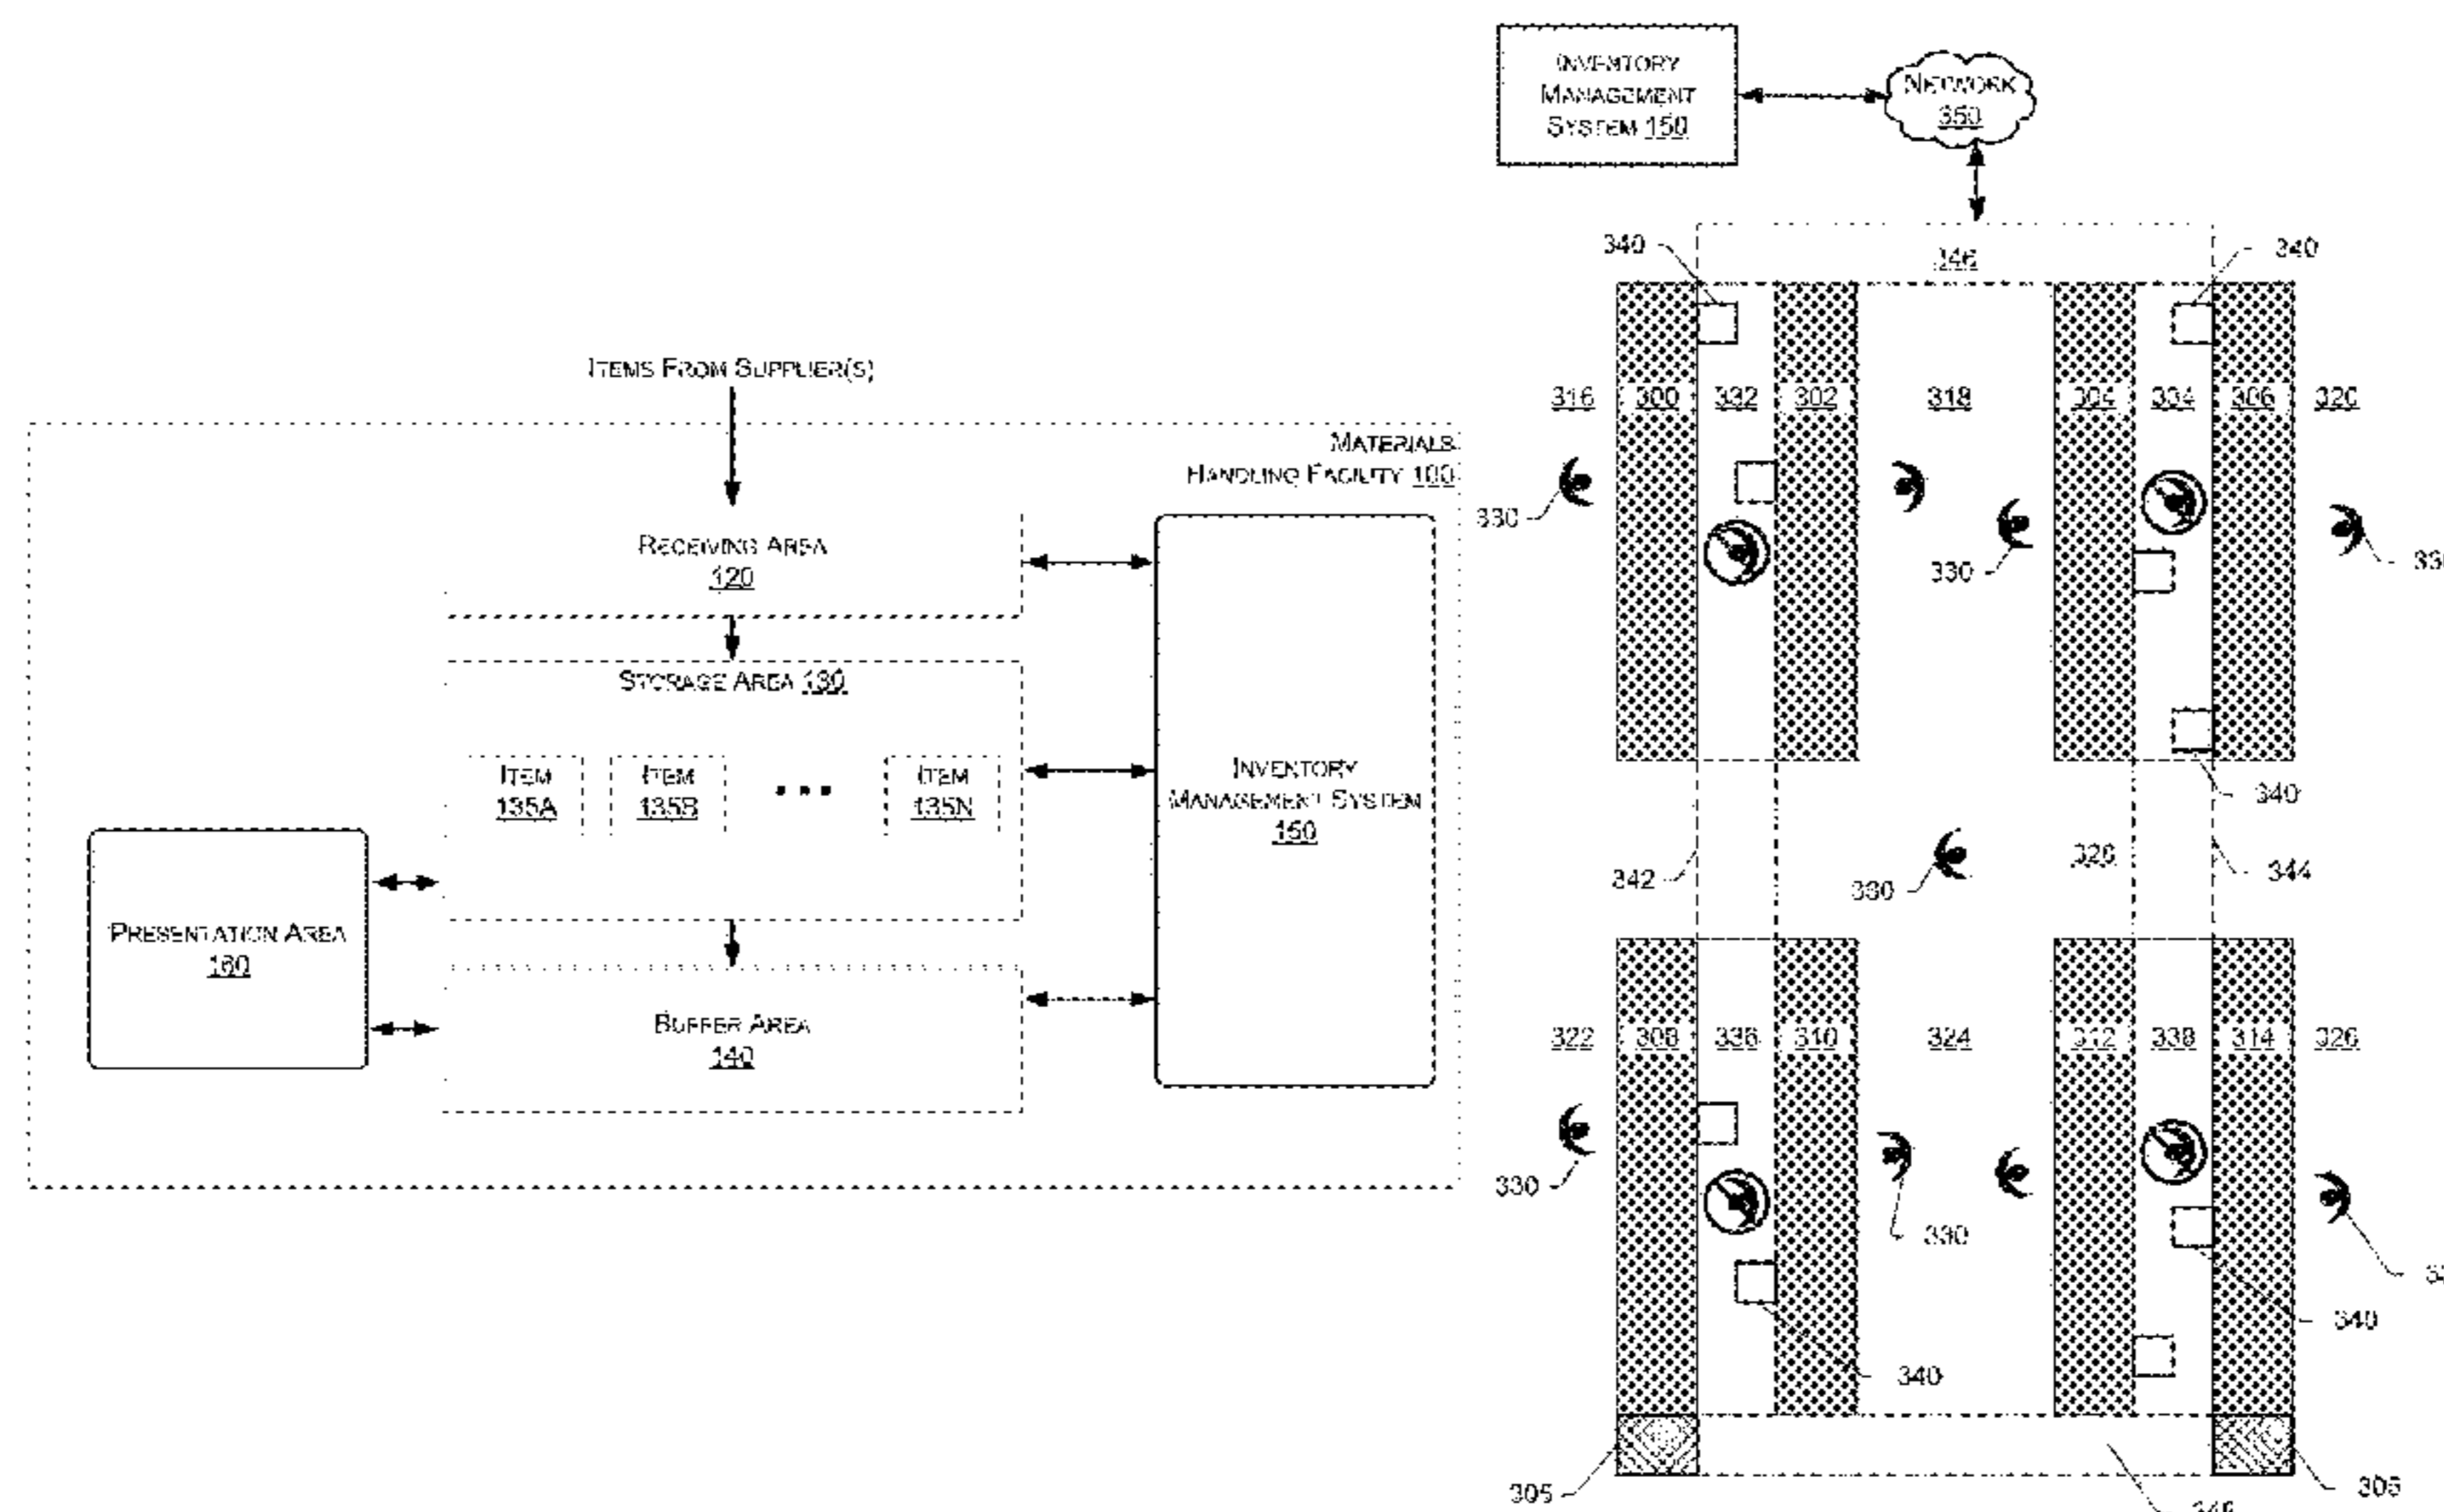 ITEMS FROM SUPPLIER(S)
MATERIALS
HANDLING FACILITY 100
RECEIVING AREA
120
STORAGE AREA 130
ITEM
135A
ITEM
135B
• • •
ITEM
135N
INVENTORY
MANAGEMENT SYSTEM
150
PRESENTATION AREA
160
BUFFER AREA
140
INVENTORY
MANAGEMENT
SYSTEM 150
NETWORK
350
340
346
340
316
300
332
302
318
304
334
306
320
330
330
340
342
330
328
344
322
308
336
310
324
312
338
314
326
330
330
340
340
305